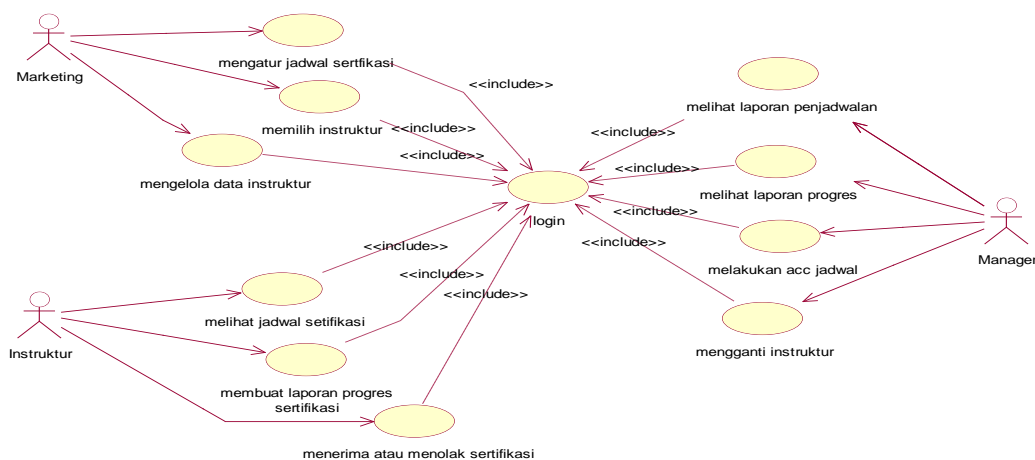 Marketing
mengatur jadwal sertfikasi
<<include>>
melihat laporan penjadwalan
memilih instruktur
<<include>>
<<include>>
<<include>>
mengelola data instruktur
<<include>>
melihat laporan progres
login
<<include>>
<<include>>
<<include>>
melakukan acc jadwal
Manager
<<include>>
<<include>>
melihat jadwal setifikasi
Instruktur
mengganti instruktur
membuat laporan progres
sertifikasi
menerima atau menolak sertifikasi